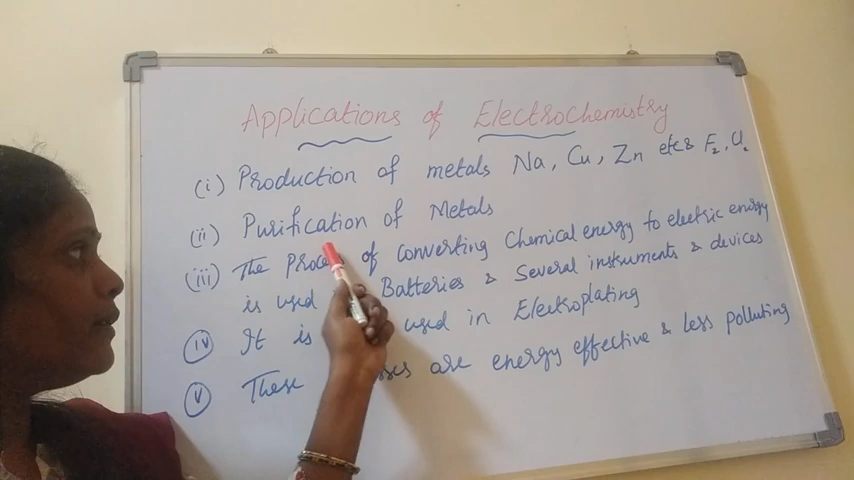 Applications of Electrochemistry
(i) Production of metals Na, Cu, Zn etc & F₂, Cl₂
(ii) Purification of Metals
(iii) The of converting Chemical energy to electric energy
is used Batteries & Several instruments & devices
(iv) It is used in Electroplating
(v) These are energy effective & less polluting